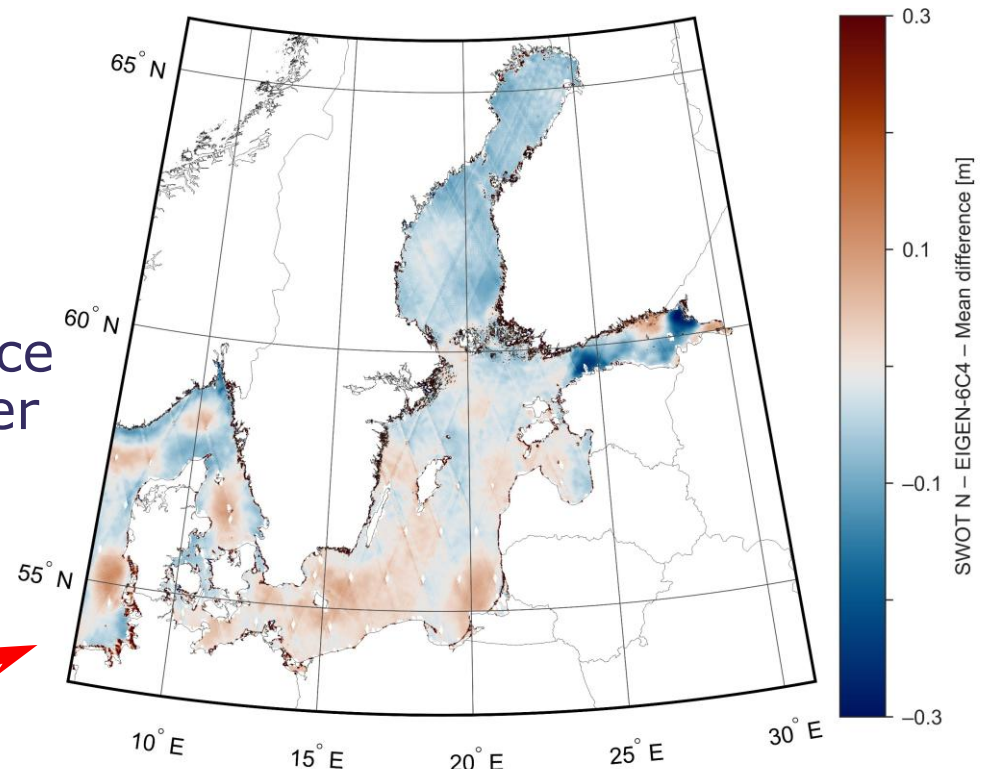 65° N
60° N
55° N
10° E
15° E
20° E
25° E
30° E
0.3
0.1
–0.1
–0.3
SWOT N – EIGEN-6C4 – Mean difference [m]